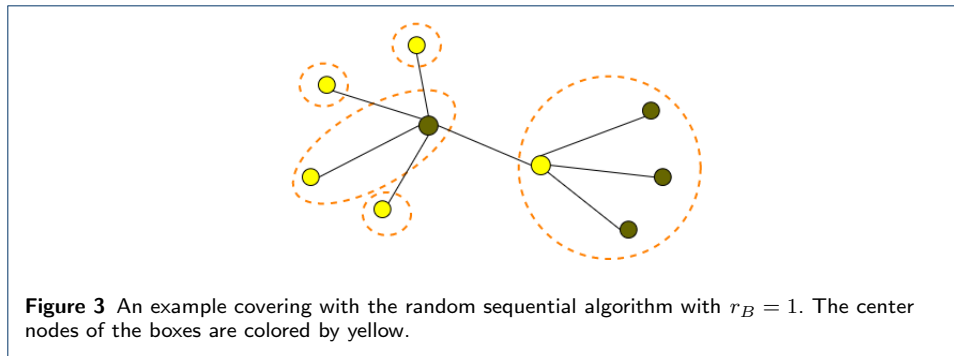 Figure 3 An example covering with the random sequential algorithm with r_B = 1. The center
nodes of the boxes are colored by yellow.